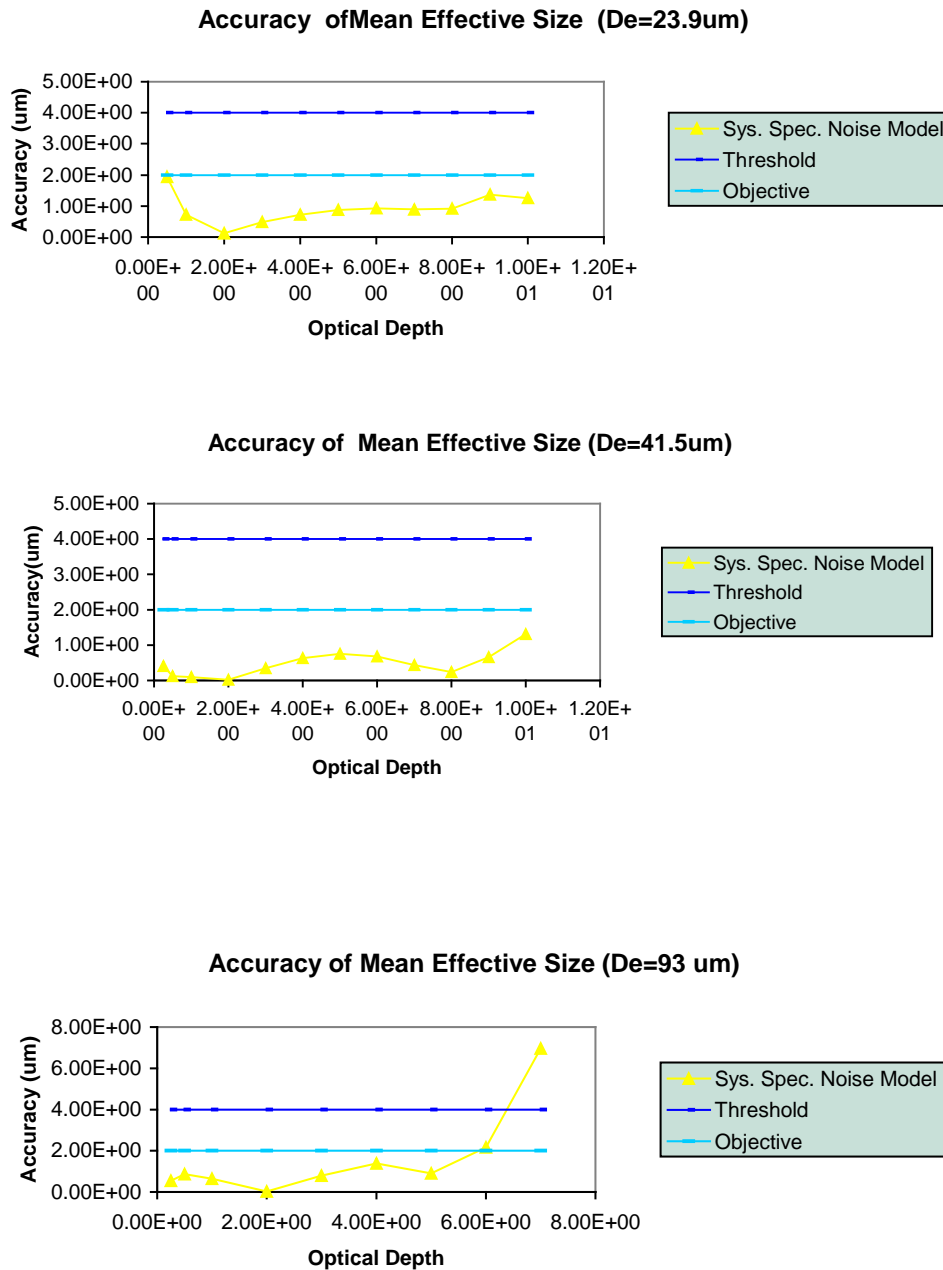 Accuracy ofMean Effective Size (De=23.9um)
5.00E+00
4.00E+00
3.00E+00
2.00E+00
1.00E+00
0.00E+00
Accuracy (um)
0.00E+ 2.00E+ 4.00E+ 6.00E+ 8.00E+ 1.00E+ 1.20E+
00 00 00 00 00 01 01
Optical Depth
Sys. Spec. Noise Model
Threshold
Objective
Accuracy of Mean Effective Size (De=41.5um)
5.00E+00
4.00E+00
3.00E+00
2.00E+00
1.00E+00
0.00E+00
Accuracy(um)
0.00E+ 2.00E+ 4.00E+ 6.00E+ 8.00E+ 1.00E+ 1.20E+
00 00 00 00 00 01 01
Optical Depth
Sys. Spec. Noise Model
Threshold
Objective
Accuracy of Mean Effective Size (De=93 um)
8.00E+00
6.00E+00
4.00E+00
2.00E+00
0.00E+00
Accuracy (um)
0.00E+00 2.00E+00 4.00E+00 6.00E+00 8.00E+00
Optical Depth
Sys. Spec. Noise Model
Threshold
Objective